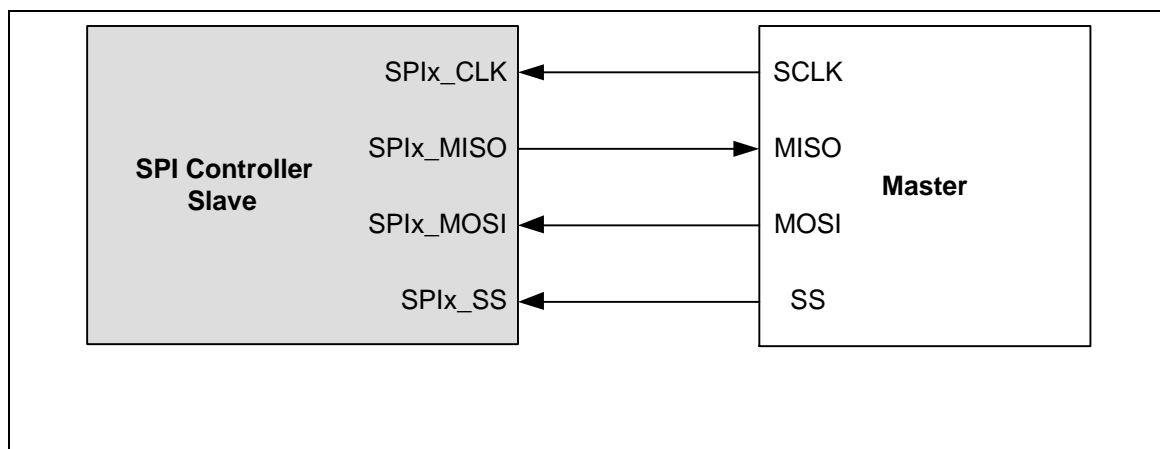 SPI Controller
Slave
SPIx_CLK
SPIx_MISO
SPIx_MOSI
SPIx_SS
SCLK
MISO
MOSI
SS
Master